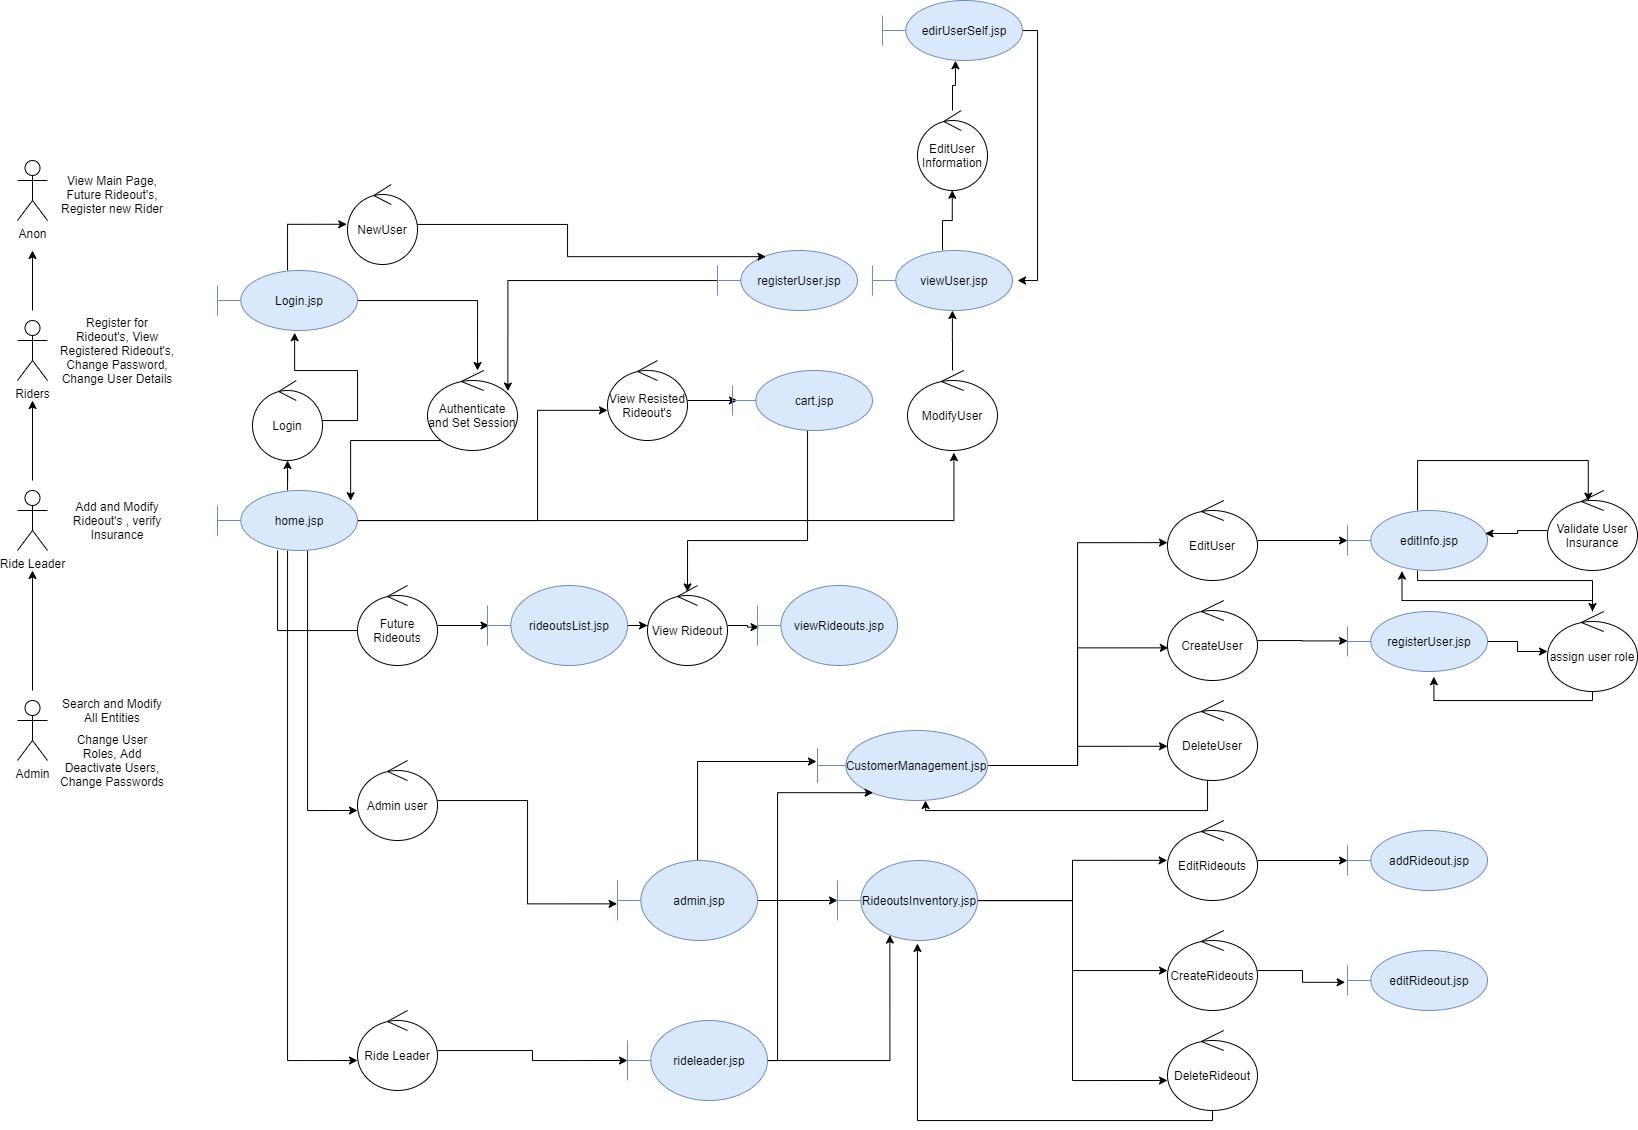 edirUserSelf.jsp
EditUser
Information
View Main Page,
Future Rideout's,
Register new Rider
Anon
NewUser
registerUser.jsp
viewUser.jsp
Login.jsp
Register for
Rideout's, View
Registered Rideout's,
Change Password,
Change User Details
Riders
Login
Authenticate
and Set Session
View Resisted
Rideout's
cart.jsp
ModifyUser
Add and Modify
Rideout's , verify
Insurance
Ride Leader
home.jsp
EditUser
editInfo.jsp
Validate User
Insurance
Future
Rideouts
rideoutsList.jsp
View Rideout
viewRideouts.jsp
CreateUser
registerUser.jsp
assign user role
Search and Modify
All Entities
Change User
Roles, Add
Deactivate Users,
Change Passwords
Admin
Admin user
CustomerManagement.jsp
DeleteUser
admin.jsp
RideoutsInventory.jsp
EditRideouts
addRideout.jsp
CreateRideouts
editRideout.jsp
Ride Leader
rideleader.jsp
DeleteRideout